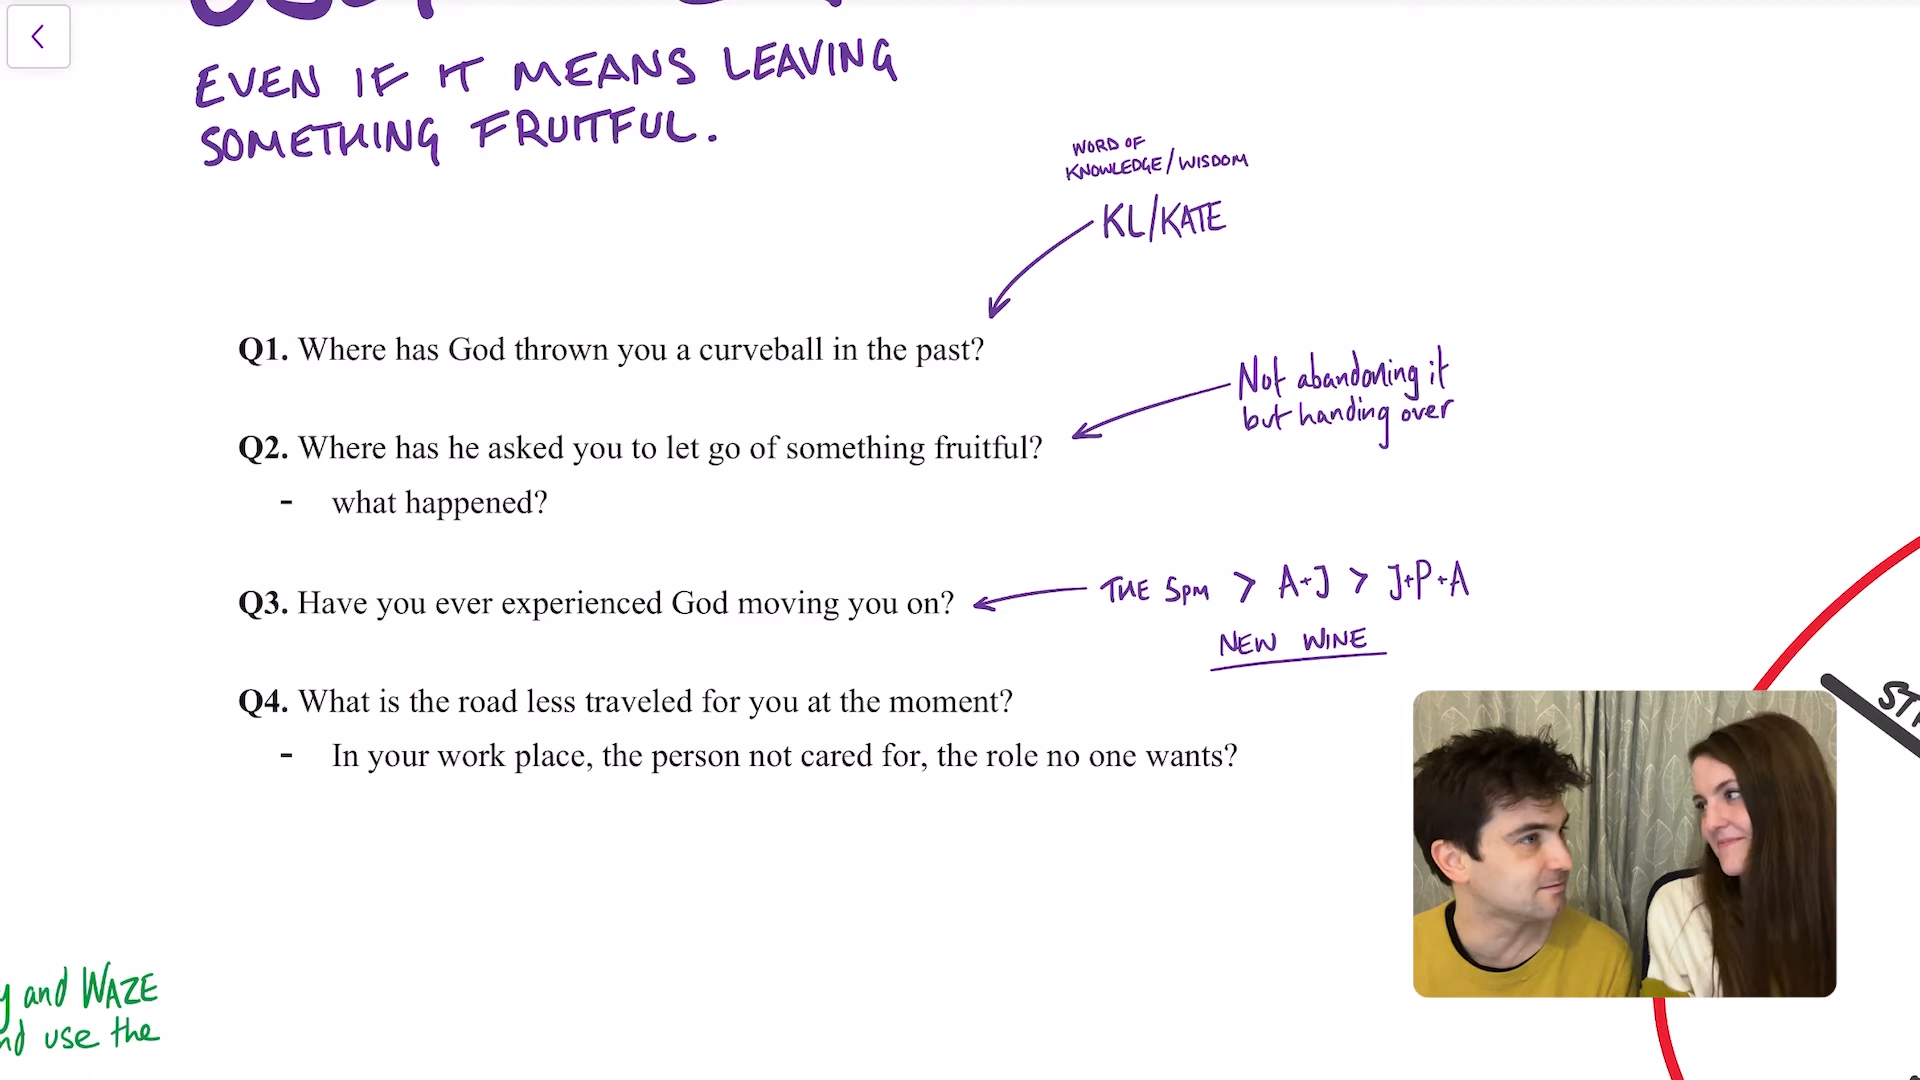 EVEN IF IT MEANS LEAVING
SOMETHING FRUITFUL.
WORD OF
KNOWLEDGE/WISDOM
KL/KATE
Q1. Where has God thrown you a curveball in the past?
Not abandoning it
but handing over
Q2. Where has he asked you to let go of something fruitful?
- what happened?
Q3. Have you ever experienced God moving you on?
THE 5pm > A+J > J+P+A
NEW WINE
Q4. What is the road less traveled for you at the moment?
- In your work place, the person not cared for, the role no one wants?
and WAZE
use the